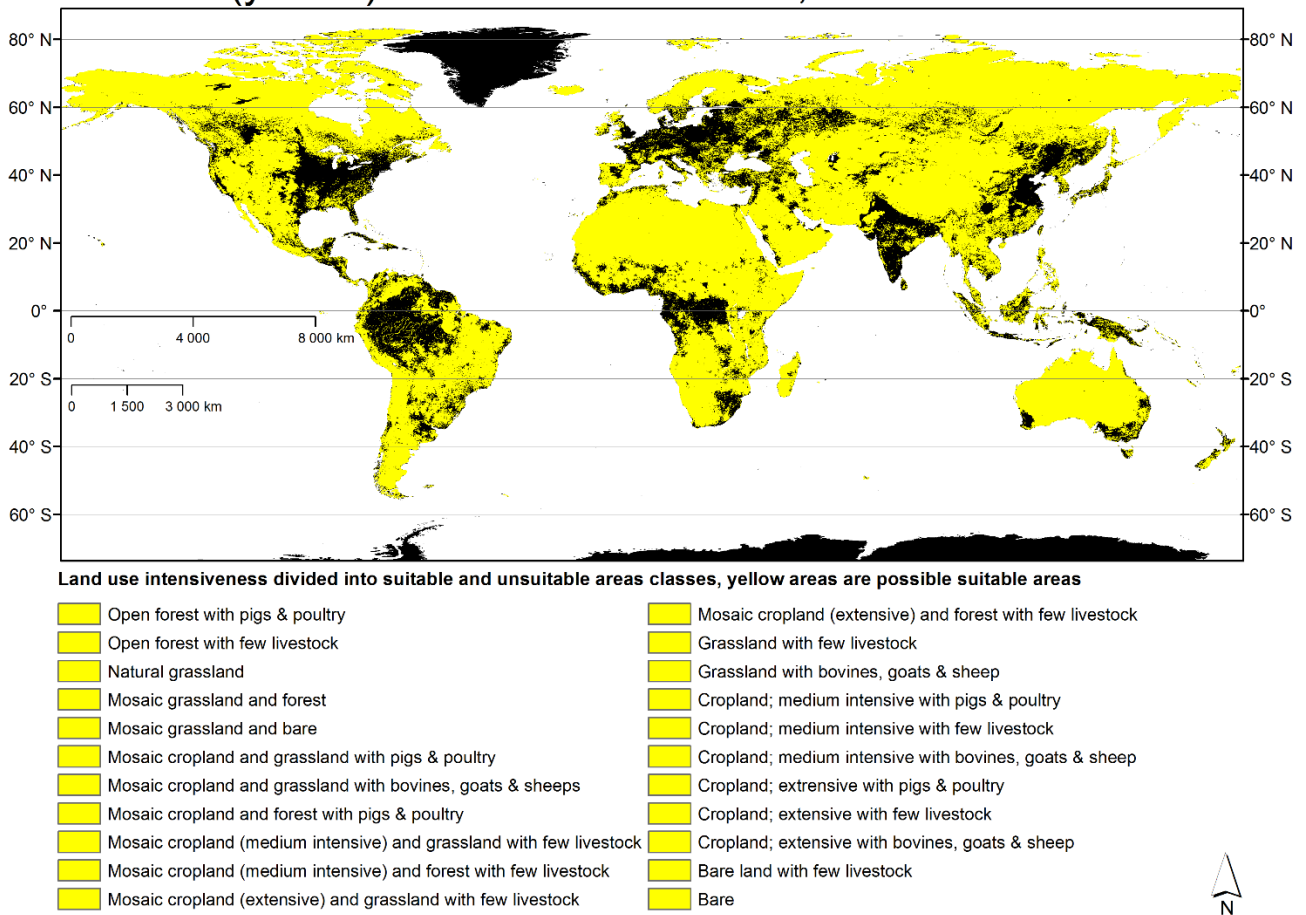 80° N
80° N
60° N
60° N
40° N
40° N
20° N
20° N
0°
0°
0
4 000
8 000 km
20° S
20° S
0
1 500
3 000 km
40° S
40° S
60° S
60° S
Land use intensiveness divided into suitable and unsuitable areas classes, yellow areas are possible suitable areas
Open forest with pigs & poultry
Open forest with few livestock
Natural grassland
Mosaic grassland and forest
Mosaic grassland and bare
Mosaic cropland and grassland with pigs & poultry
Mosaic cropland and grassland with bovines, goats & sheeps
Mosaic cropland and forest with pigs & poultry
Mosaic cropland (medium intensive) and grassland with few livestock
Mosaic cropland (medium intensive) and forest with few livestock
Mosaic cropland (extensive) and grassland with few livestock
Mosaic cropland (extensive) and forest with few livestock
Grassland with few livestock
Grassland with bovines, goats & sheep
Cropland; medium intensive with pigs & poultry
Cropland; medium intensive with few livestock
Cropland; medium intensive with bovines, goats & sheep
Cropland; extrensive with pigs & poultry
Cropland; extensive with few livestock
Cropland; extensive with bovines, goats & sheep
Bare land with few livestock
Bare
N